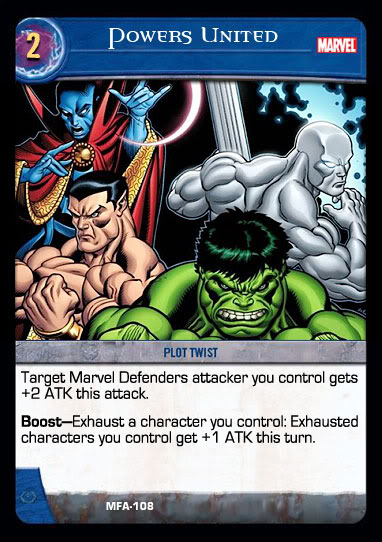 2
Powers United
MARVEL
PLOT TWIST
Target Marvel Defenders attacker you control gets
+2 ATK this attack.
Boost—Exhaust a character you control: Exhausted
characters you control get +1 ATK this turn.
MFA-108